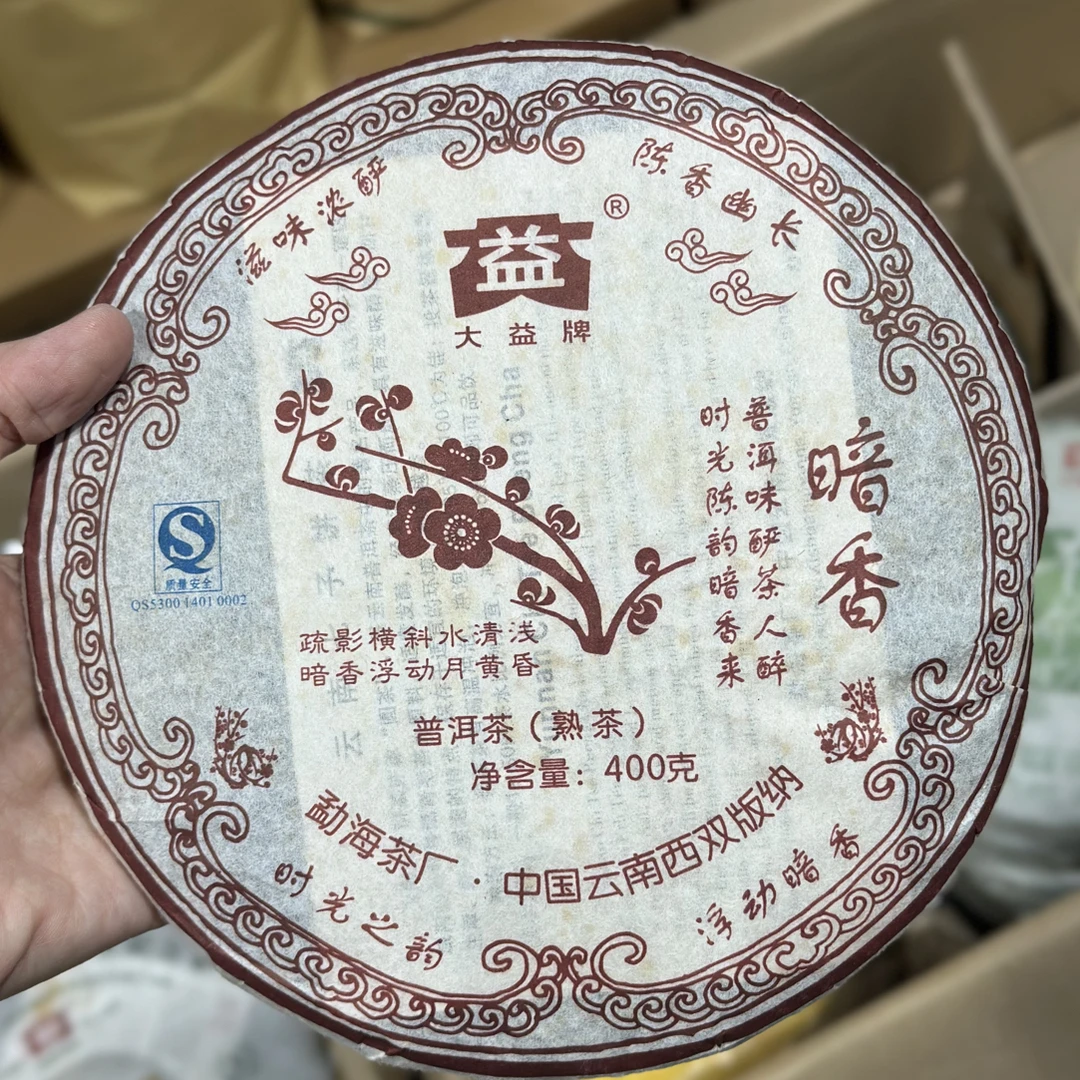 滋味浓酽
陈香幽长
益
®
大益牌
暗香
普洱味酽茶人醉
时光陈韵暗香来
QS
质量安全
QS5300 1401 0002
疏影横斜水清浅
暗香浮动月黄昏
普洱茶（熟茶）
净含量：400克
勐海茶厂·中国云南西双版纳
时光之韵
浮动暗香